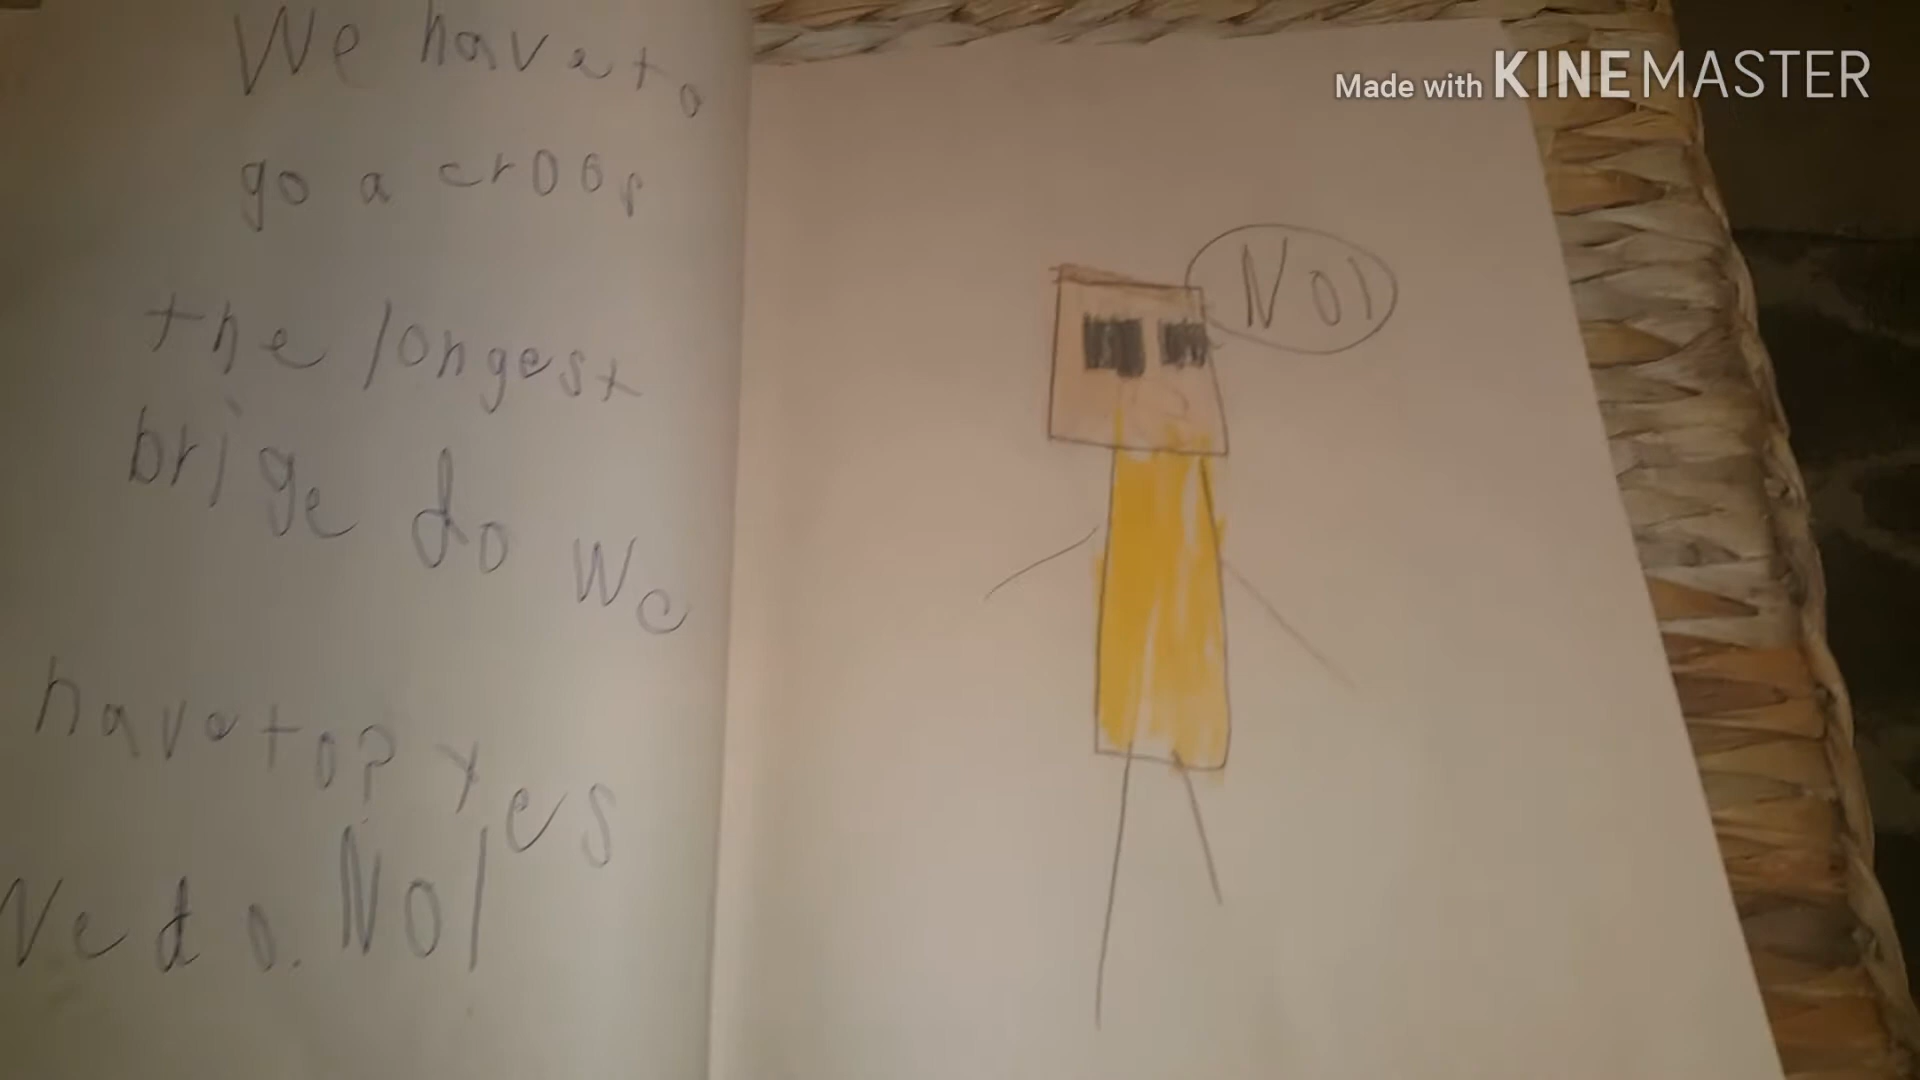 We have to
go a cross
the longest
brige do we
have to? yes
We do. No!
No!
Made with KINEMASTER